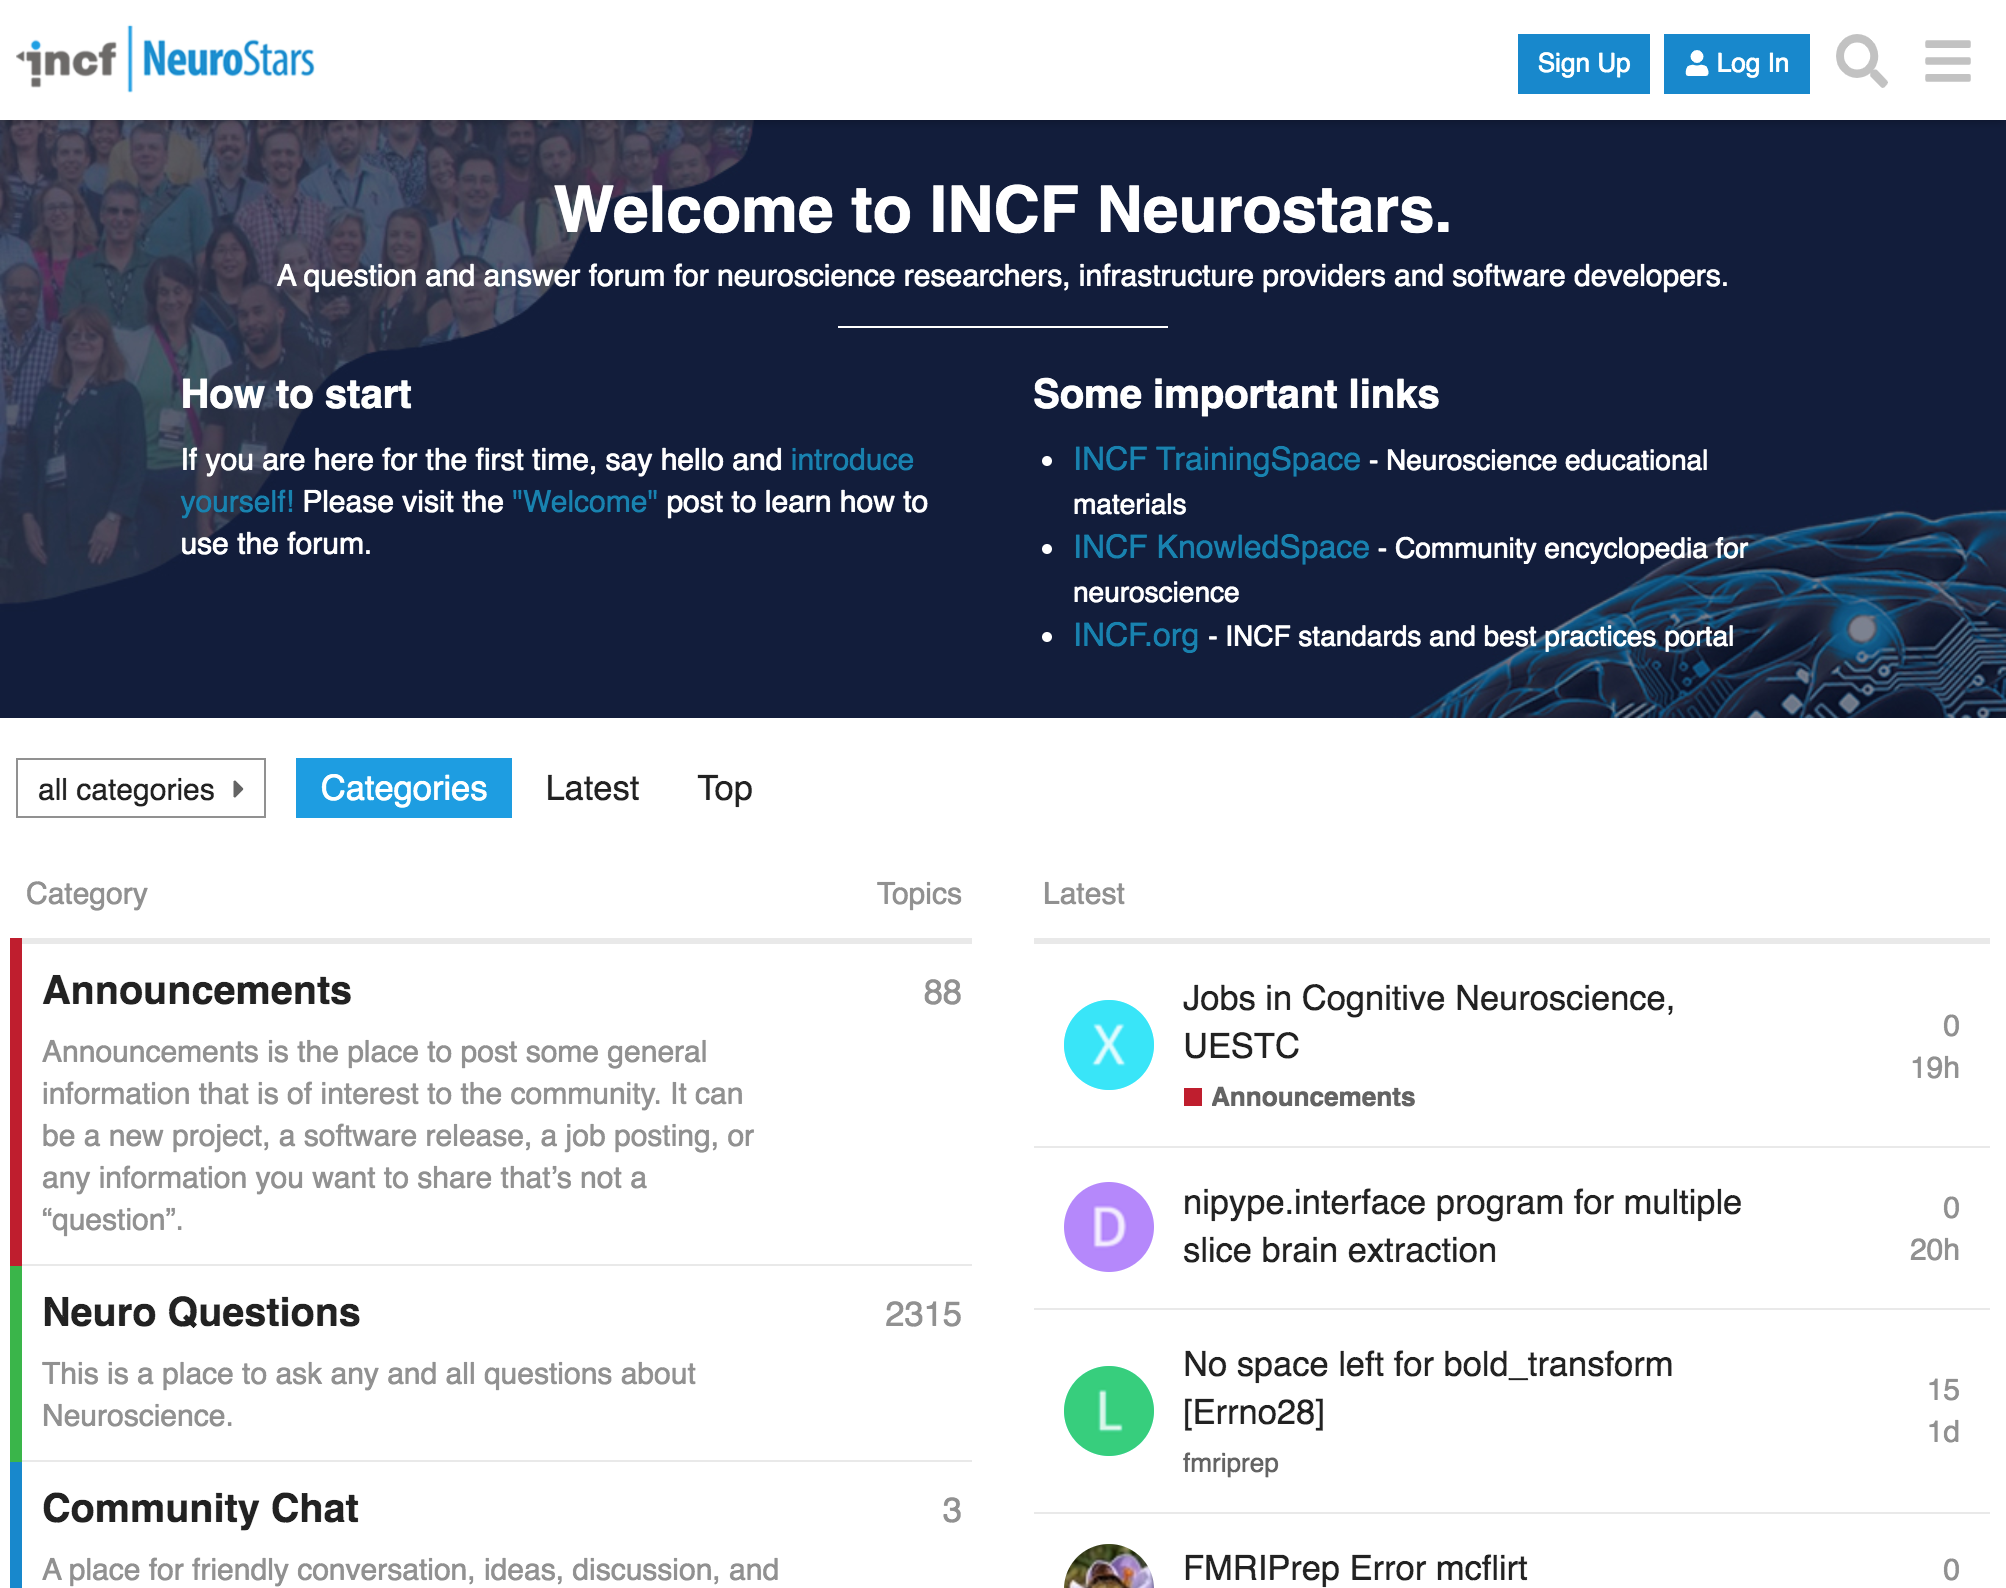 incf | NeuroStars
Sign Up
Log In
Welcome to INCF Neurostars.
A question and answer forum for neuroscience researchers, infrastructure providers and software developers.
How to start
If you are here for the first time, say hello and introduce
yourself! Please visit the "Welcome" post to learn how to
use the forum.
Some important links
• INCF TrainingSpace - Neuroscience educational
materials
• INCF KnowledSpace - Community encyclopedia for
neuroscience
• INCF.org - INCF standards and best practices portal
all categories
Categories
Latest
Top
Category
Topics
Announcements
88
Announcements is the place to post some general
information that is of interest to the community. It can
be a new project, a software release, a job posting, or
any information you want to share that’s not a
“question”.
Neuro Questions
2315
This is a place to ask any and all questions about
Neuroscience.
Community Chat
3
A place for friendly conversation, ideas, discussion, and
Latest
X
Jobs in Cognitive Neuroscience,
UESTC
Announcements
0
19h
D
nipype.interface program for multiple
slice brain extraction
0
20h
L
No space left for bold_transform
[Errno28]
fmriprep
15
1d
FMRIPrep Error mcflirt
0